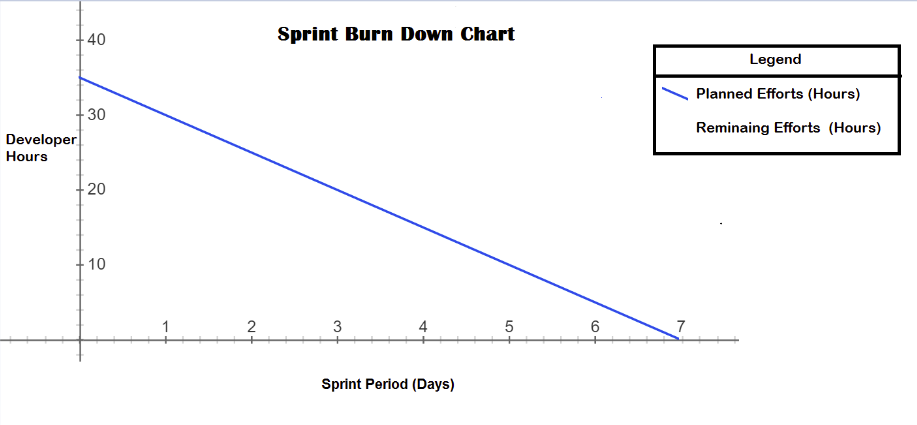 Sprint Burn Down Chart
Legend
Planned Efforts (Hours)
Reminaing Efforts (Hours)
40
30
Developer
Hours
20
10
1 2 3 4 5 6 7
Sprint Period (Days)